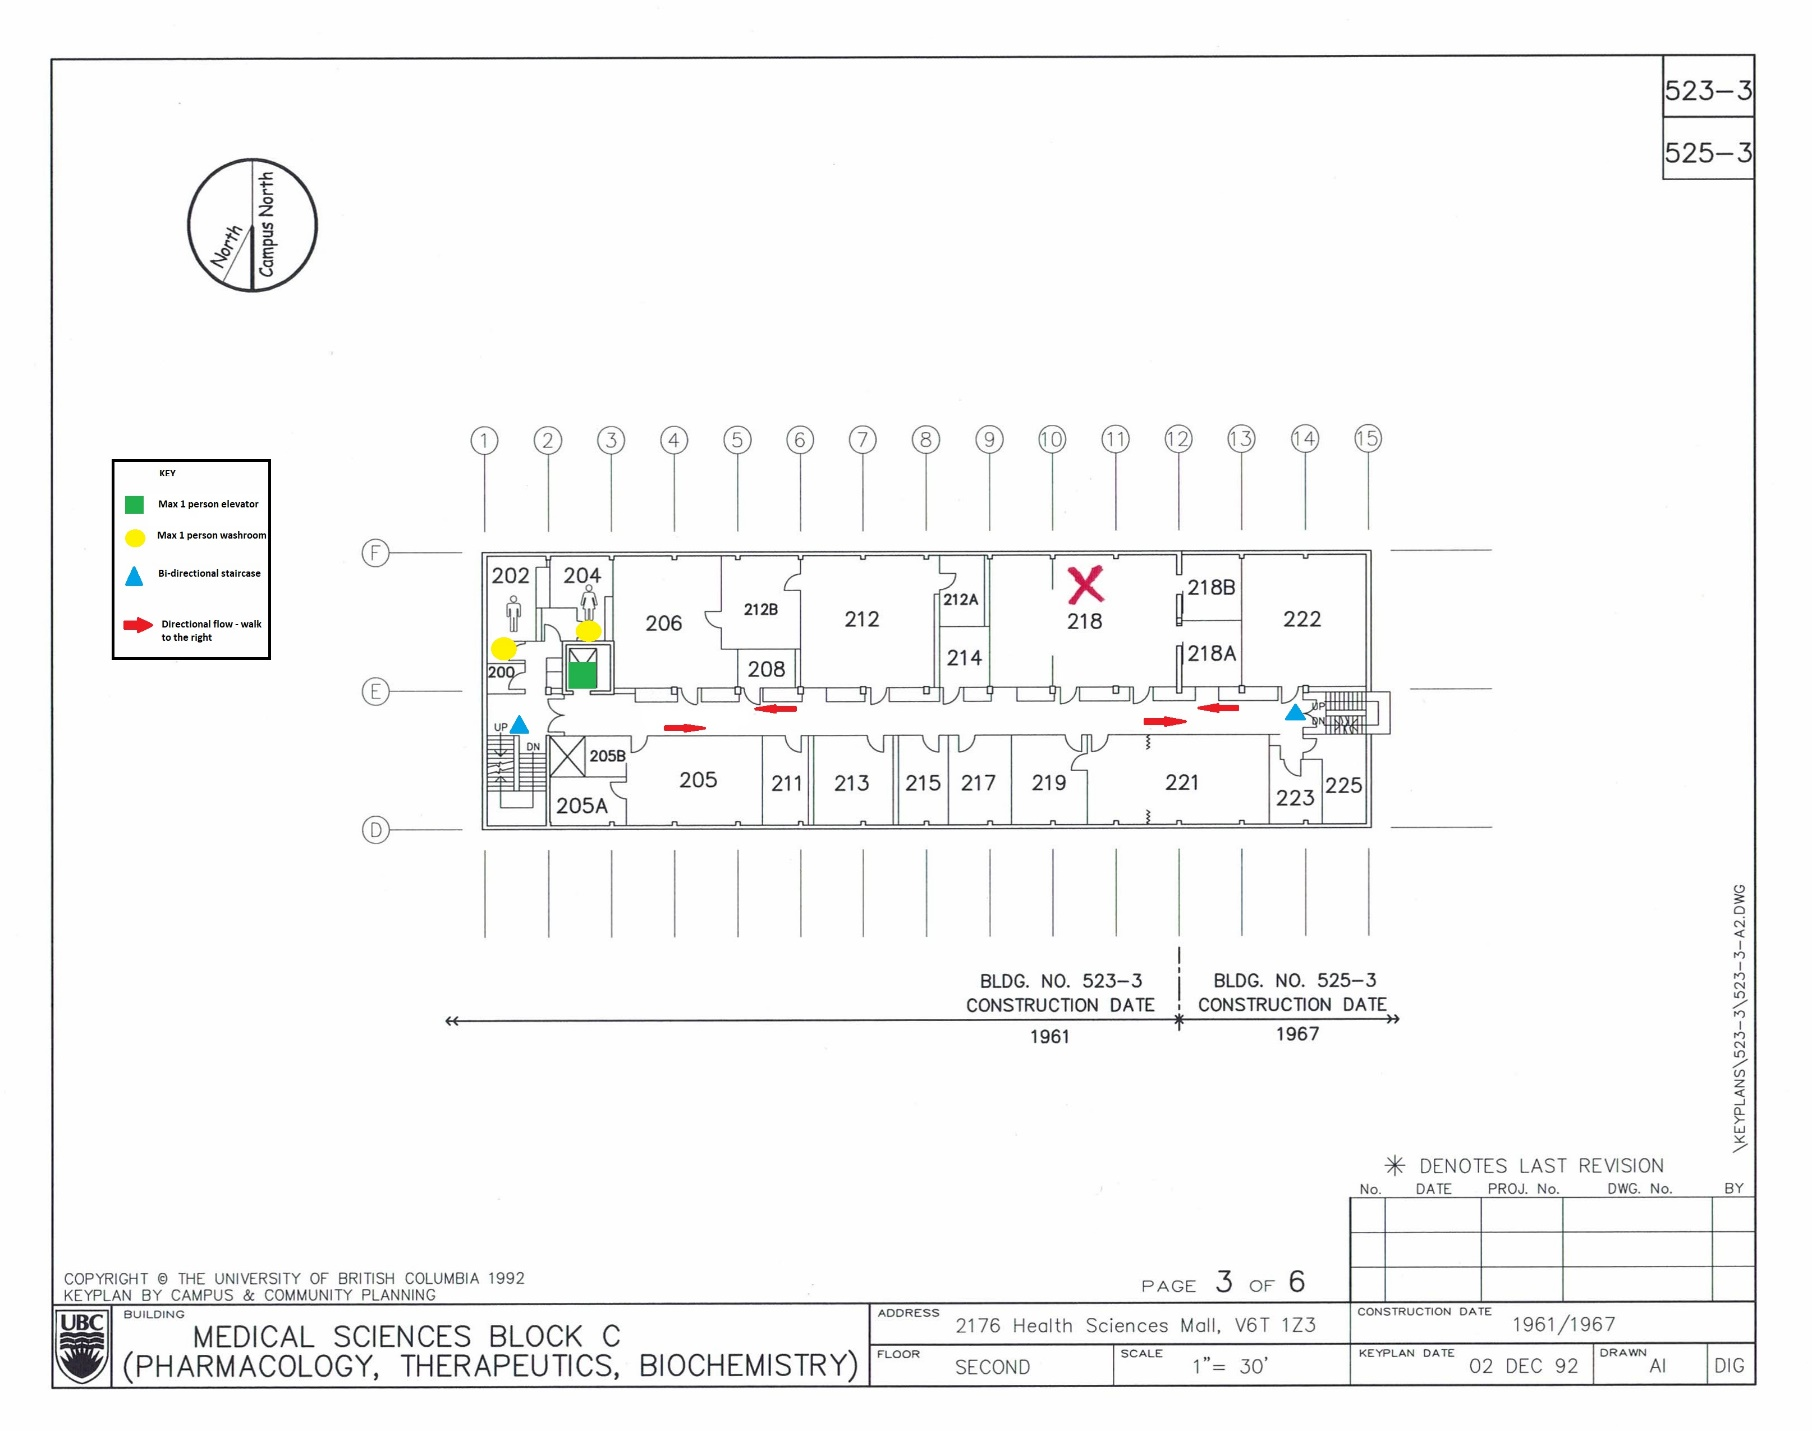 523-3
525-3
North
Campus North
KEY
Max 1 person elevator
Max 1 person washroom
Bi-directional staircase
Directional flow - walk
to the right
1 2 3 4 5 6 7 8 9 10 11 12 13 14 15
F
E
D
202
204
206
212B
212
212A
218
218B
222
208
214
218A
200
UP
DN
UP
DN
205B
205A
205
211
213
215
217
219
221
223
225
BLDG. NO. 523-3
CONSTRUCTION DATE
1961
BLDG. NO. 525-3
CONSTRUCTION DATE
1967
\KEYPLANS\523-3\523-3-A2.DWG
DENOTES LAST REVISION
No. DATE PROJ. No. DWG. No. BY
COPYRIGHT © THE UNIVERSITY OF BRITISH COLUMBIA 1992
KEYPLAN BY CAMPUS & COMMUNITY PLANNING
PAGE 3 OF 6
UBC
BUILDING
MEDICAL SCIENCES BLOCK C
(PHARMACOLOGY, THERAPEUTICS, BIOCHEMISTRY)
ADDRESS
2176 Health Sciences Mall, V6T 1Z3
FLOOR
SECOND
SCALE
1"= 30'
CONSTRUCTION DATE
1961/1967
KEYPLAN DATE
02 DEC 92
DRAWN
AI
DIG